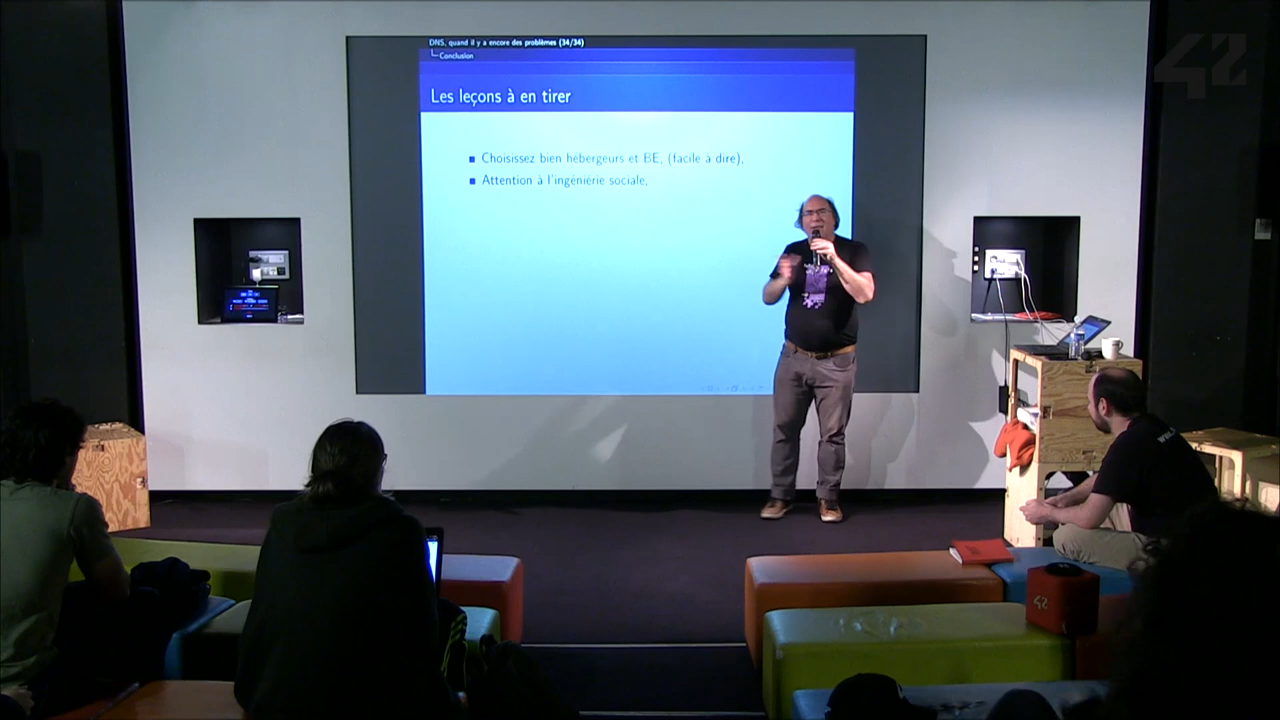 DNS, quand il y a encore des problèmes (34/34)
Conclusion
Les leçons à en tirer
Choisissez bien hébergeurs et BE, (facile à dire),
Attention à l'ingéniérie sociale,
42
42